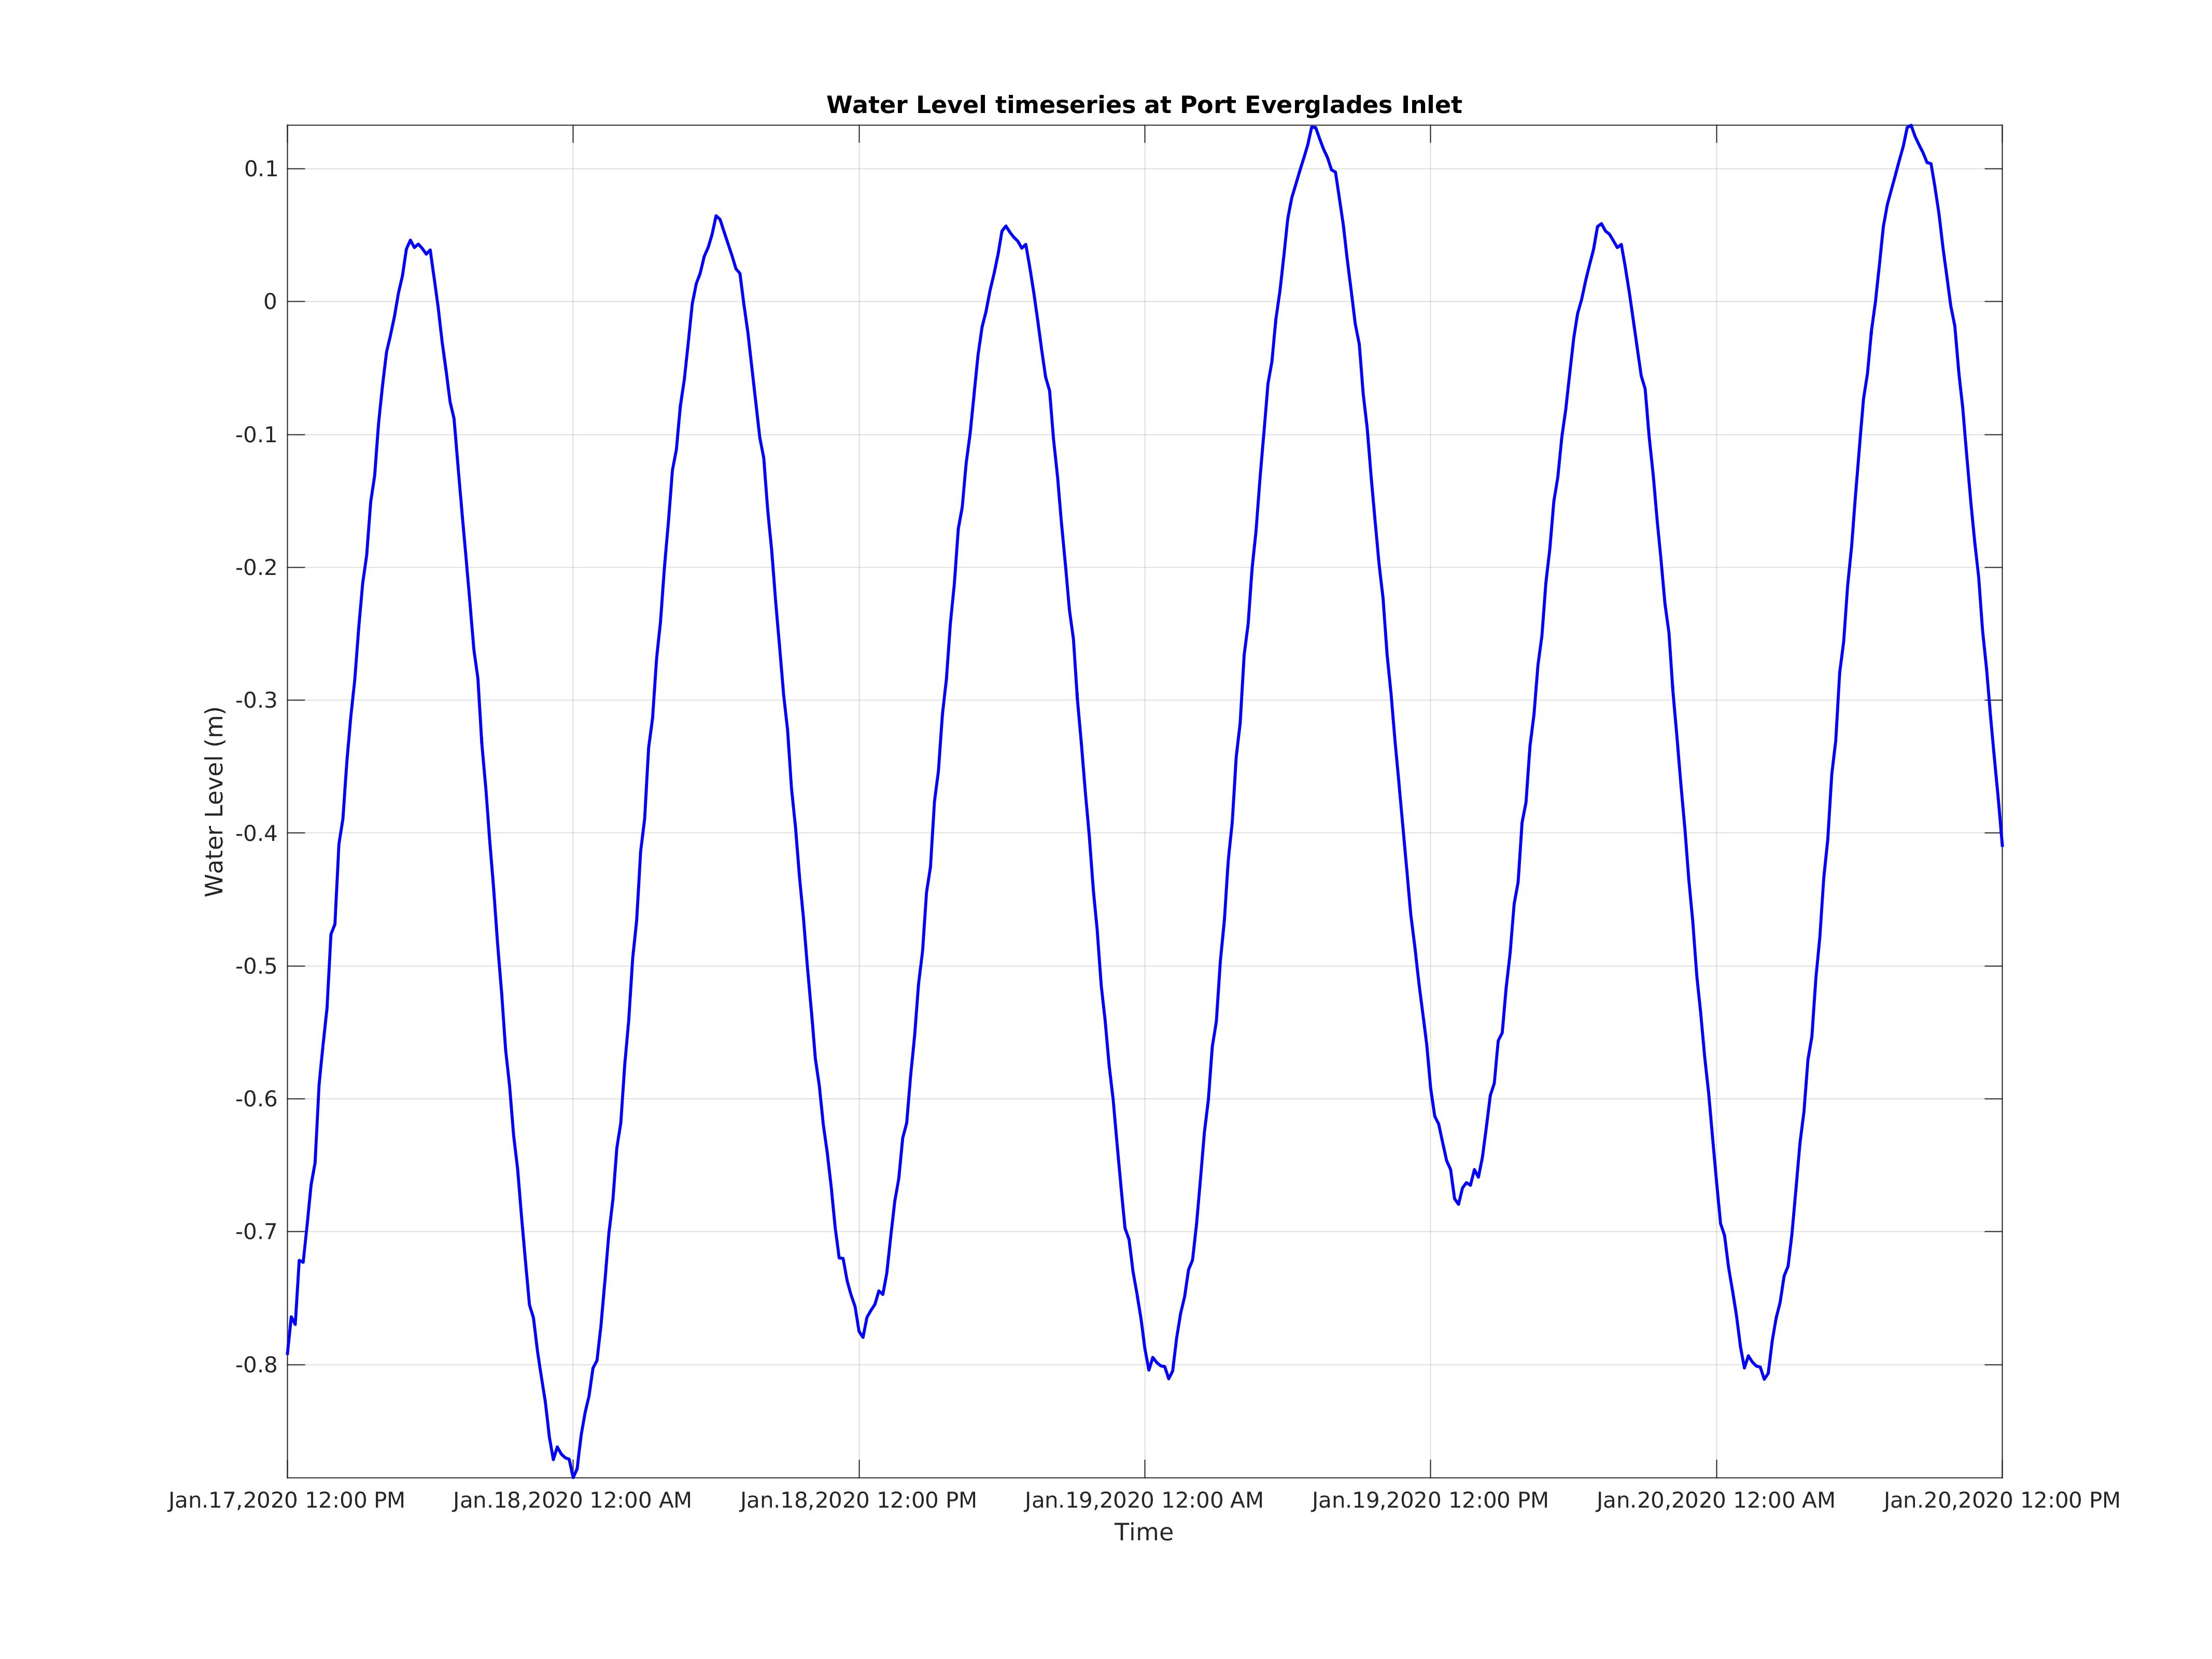 Water Level timeseries at Port Everglades Inlet
0.1
0
-0.1
-0.2
-0.3
-0.4
-0.5
-0.6
-0.7
-0.8
Water Level (m)
Jan.17,2020 12:00 PM Jan.18,2020 12:00 AM Jan.18,2020 12:00 PM Jan.19,2020 12:00 AM Jan.19,2020 12:00 PM Jan.20,2020 12:00 AM Jan.20,2020 12:00 PM
Time